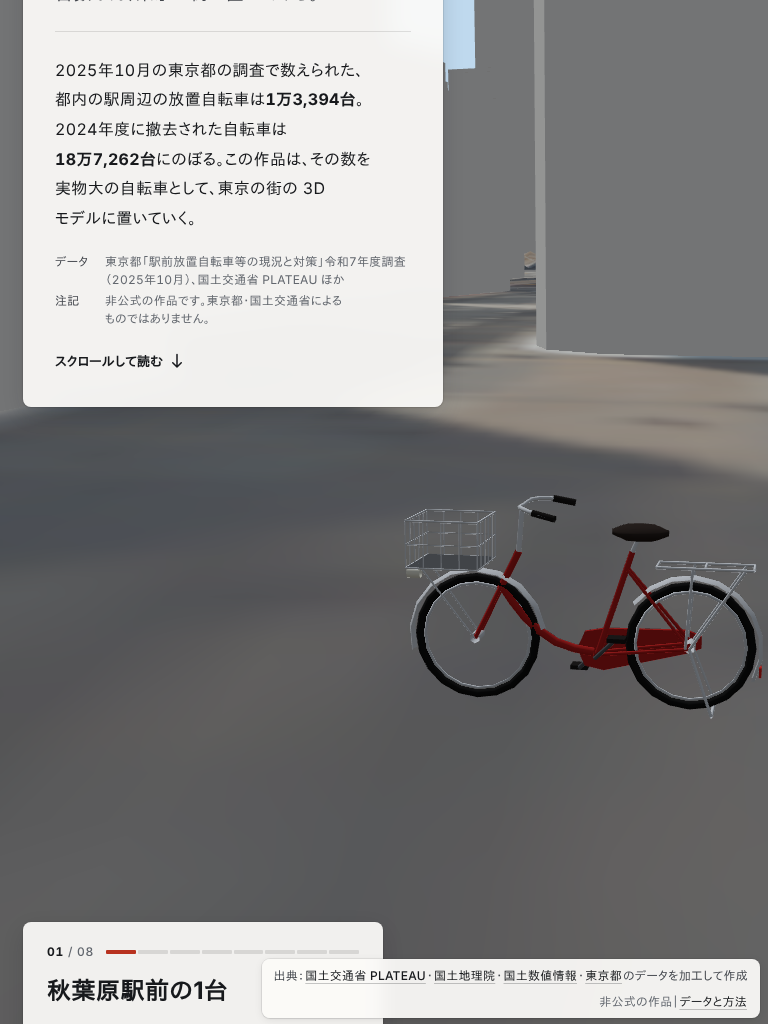 2025年10月の東京都の調査で数えられた、
都内の駅周辺の放置自転車は1万3,394台。
2024年度に撤去された自転車は
18万7,262台にのぼる。この作品は、その数を
実物大の自転車として、東京の街の 3D
モデルに置いていく。
データ 東京都「駅前放置自転車等の現況と対策」令和7年度調査
(2025年10月)、国土交通省 PLATEAU ほか
注記 非公式の作品です。東京都・国土交通省による
ものではありません。
スクロールして読む ↓
01 / 08
秋葉原駅前の1台
出典: 国土交通省 PLATEAU · 国土地理院 · 国土数値情報 · 東京都のデータを加工して作成
非公式の作品 | データと方法